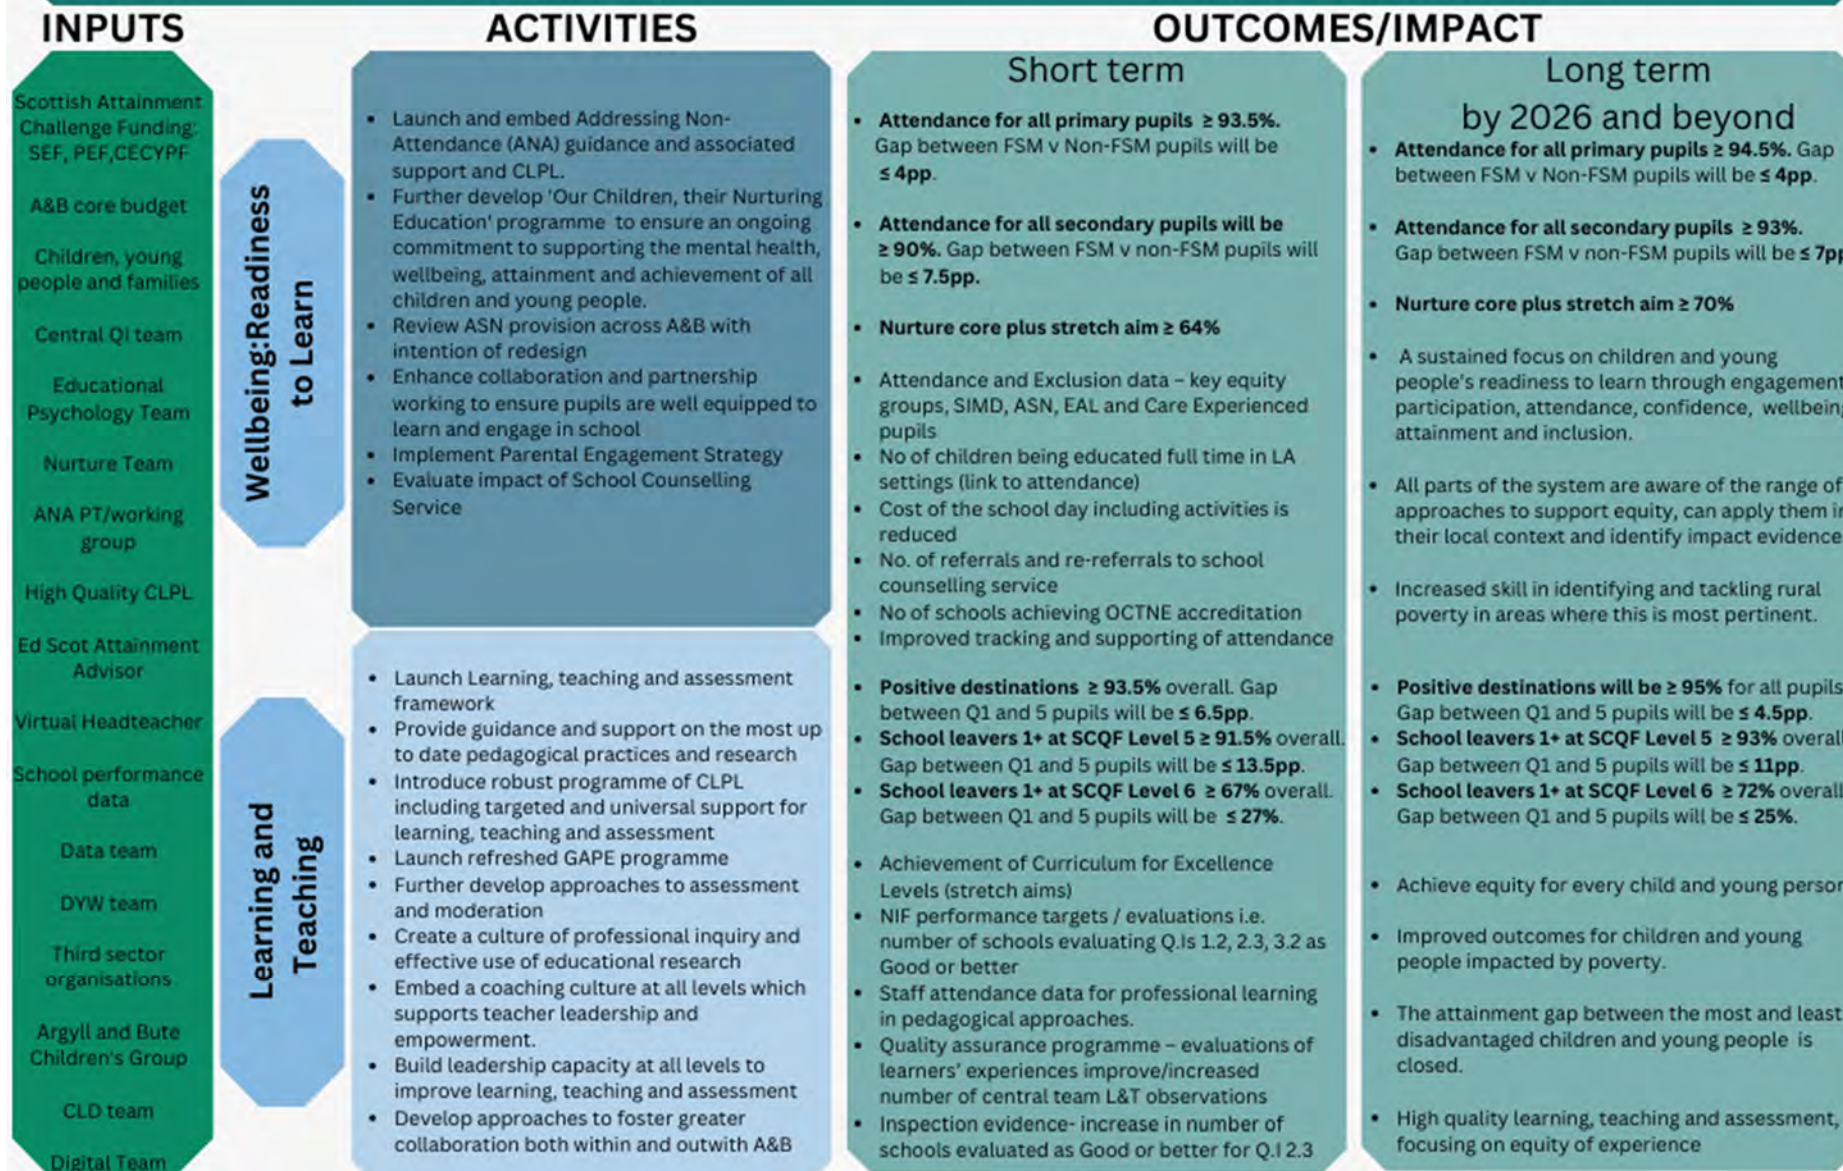 INPUTS
Scottish Attainment
Challenge Funding:
SEF, PEF,CECYPF
A&B core budget
Children, young
people and families
Central QI team
Educational
Psychology Team
Nurture Team
ANA PT/working
group
High Quality CLPL
Ed Scot Attainment
Advisor
Virtual Headteacher
School performance
data
Data team
DYW team
Third sector
organisations
Argyll and Bute
Children's Group
CLD team
Digital Team
Wellbeing:Readiness
to Learn
Learning and
Teaching
ACTIVITIES
• Launch and embed Addressing Non-
Attendance (ANA) guidance and associated
support and CLPL.
• Further develop 'Our Children, their Nurturing
Education' programme to ensure an ongoing
commitment to supporting the mental health,
wellbeing, attainment and achievement of all
children and young people.
• Review ASN provision across A&B with
intention of redesign
• Enhance collaboration and partnership
working to ensure pupils are well equipped to
learn and engage in school
• Implement Parental Engagement Strategy
• Evaluate impact of School Counselling
Service
• Launch Learning, teaching and assessment
framework
• Provide guidance and support on the most up
to date pedagogical practices and research
• Introduce robust programme of CLPL
including targeted and universal support for
learning, teaching and assessment
• Launch refreshed GAPE programme
• Further develop approaches to assessment
and moderation
• Create a culture of professional inquiry and
effective use of educational research
• Embed a coaching culture at all levels which
supports teacher leadership and
empowerment.
• Build leadership capacity at all levels to
improve learning, teaching and assessment
• Develop approaches to foster greater
collaboration both within and outwith A&B
OUTCOMES/IMPACT
Short term
• Attendance for all primary pupils ≥ 93.5%.
Gap between FSM v Non-FSM pupils will be
≤ 4pp.
• Attendance for all secondary pupils will be
≥ 90%. Gap between FSM v non-FSM pupils will
be ≤ 7.5pp.
• Nurture core plus stretch aim ≥ 64%
• Attendance and Exclusion data – key equity
groups, SIMD, ASN, EAL and Care Experienced
pupils
• No of children being educated full time in LA
settings (link to attendance)
• Cost of the school day including activities is
reduced
• No. of referrals and re-referrals to school
counselling service
• No of schools achieving OCTNE accreditation
• Improved tracking and supporting of attendance
• Positive destinations ≥ 93.5% overall. Gap
between Q1 and 5 pupils will be ≤ 6.5pp.
• School leavers 1+ at SCQF Level 5 ≥ 91.5% overall.
Gap between Q1 and 5 pupils will be ≤ 13.5pp.
• School leavers 1+ at SCQF Level 6 ≥ 67% overall.
Gap between Q1 and 5 pupils will be ≤ 27%.
• Achievement of Curriculum for Excellence
Levels (stretch aims)
• NIF performance targets / evaluations i.e.
number of schools evaluating Q.Is 1.2, 2.3, 3.2 as
Good or better
• Staff attendance data for professional learning
in pedagogical approaches.
• Quality assurance programme – evaluations of
learners' experiences improve/increased
number of central team L&T observations
• Inspection evidence- increase in number of
schools evaluated as Good or better for Q.I 2.3
Long term
by 2026 and beyond
• Attendance for all primary pupils ≥ 94.5%. Gap
between FSM v Non-FSM pupils will be ≤ 4pp.
• Attendance for all secondary pupils ≥ 93%.
Gap between FSM v non-FSM pupils will be ≤ 7pp
• Nurture core plus stretch aim ≥ 70%
• A sustained focus on children and young
people's readiness to learn through engagement
participation, attendance, confidence, wellbeing
attainment and inclusion.
• All parts of the system are aware of the range of
approaches to support equity, can apply them in
their local context and identify impact evidence
• Increased skill in identifying and tackling rural
poverty in areas where this is most pertinent.
• Positive destinations will be ≥ 95% for all pupils
Gap between Q1 and 5 pupils will be ≤ 4.5pp.
• School leavers 1+ at SCQF Level 5 ≥ 93% overall
Gap between Q1 and 5 pupils will be ≤ 11pp.
• School leavers 1+ at SCQF Level 6 ≥ 72% overall
Gap between Q1 and 5 pupils will be ≤ 25%.
• Achieve equity for every child and young person
• Improved outcomes for children and young
people impacted by poverty.
• The attainment gap between the most and least
disadvantaged children and young people is
closed.
• High quality learning, teaching and assessment,
focusing on equity of experience